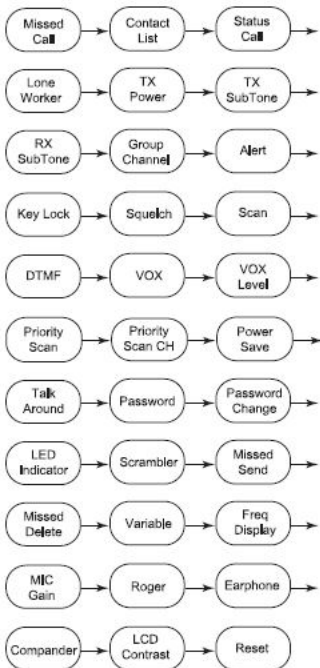 Missed Call
Contact List
Status Call
Lone Worker
TX Power
TX SubTone
RX SubTone
Group Channel
Alert
Key Lock
Squelch
Scan
DTMF
VOX
VOX Level
Priority Scan
Priority Scan CH
Power Save
Talk Around
Password
Password Change
LED Indicator
Scrambler
Missed Send
Missed Delete
Variable
Freq Display
MIC Gain
Roger
Earphone
Compander
LCD Contrast
Reset